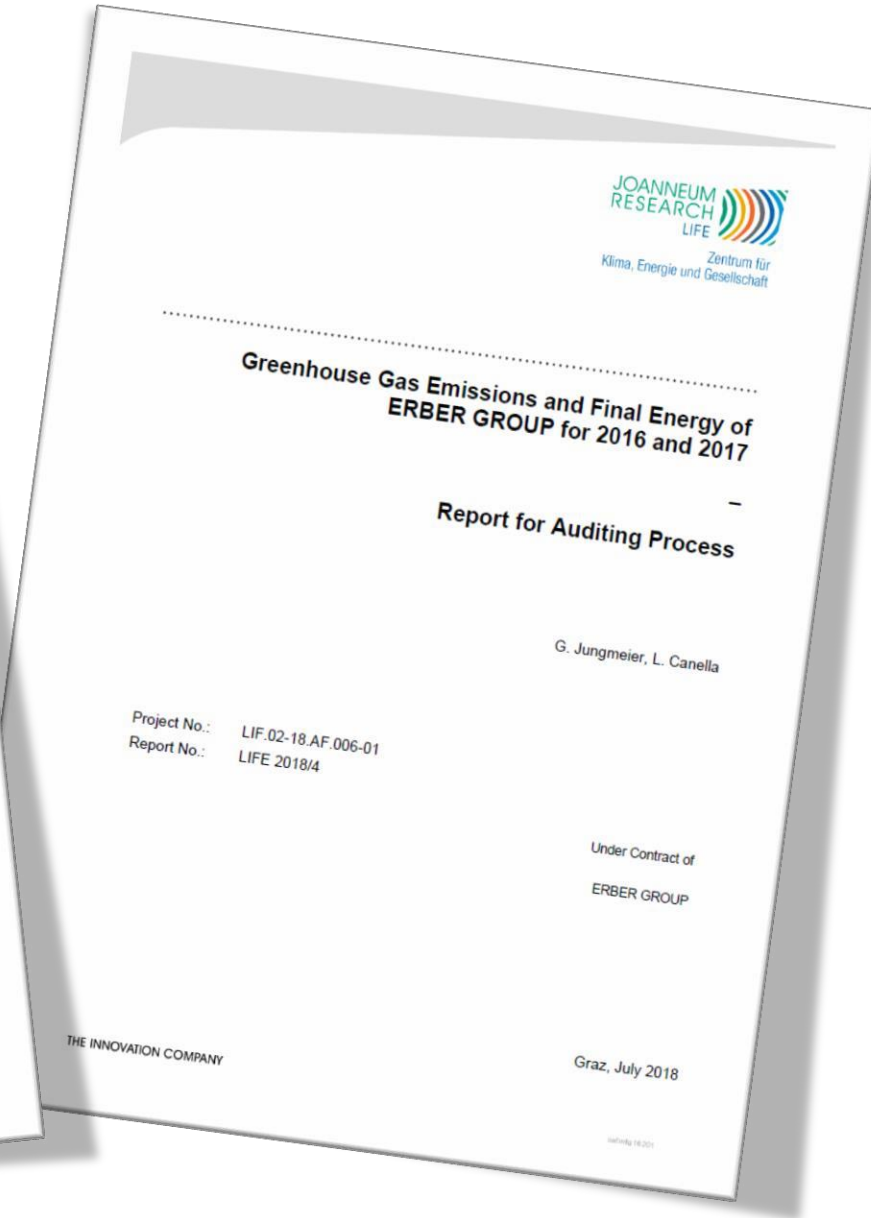 JOANNEUM
RESEARCH
LIFE
Zentrum für
Klima, Energie und Gesellschaft
Greenhouse Gas Emissions and Final Energy of
ERBER GROUP for 2016 and 2017
–
Report for Auditing Process
G. Jungmeier, L. Canella
Project No.: LIF.02-18.AF.006-01
Report No.: LIFE 2018/4
Under Contract of
ERBER GROUP
THE INNOVATION COMPANY
Graz, July 2018